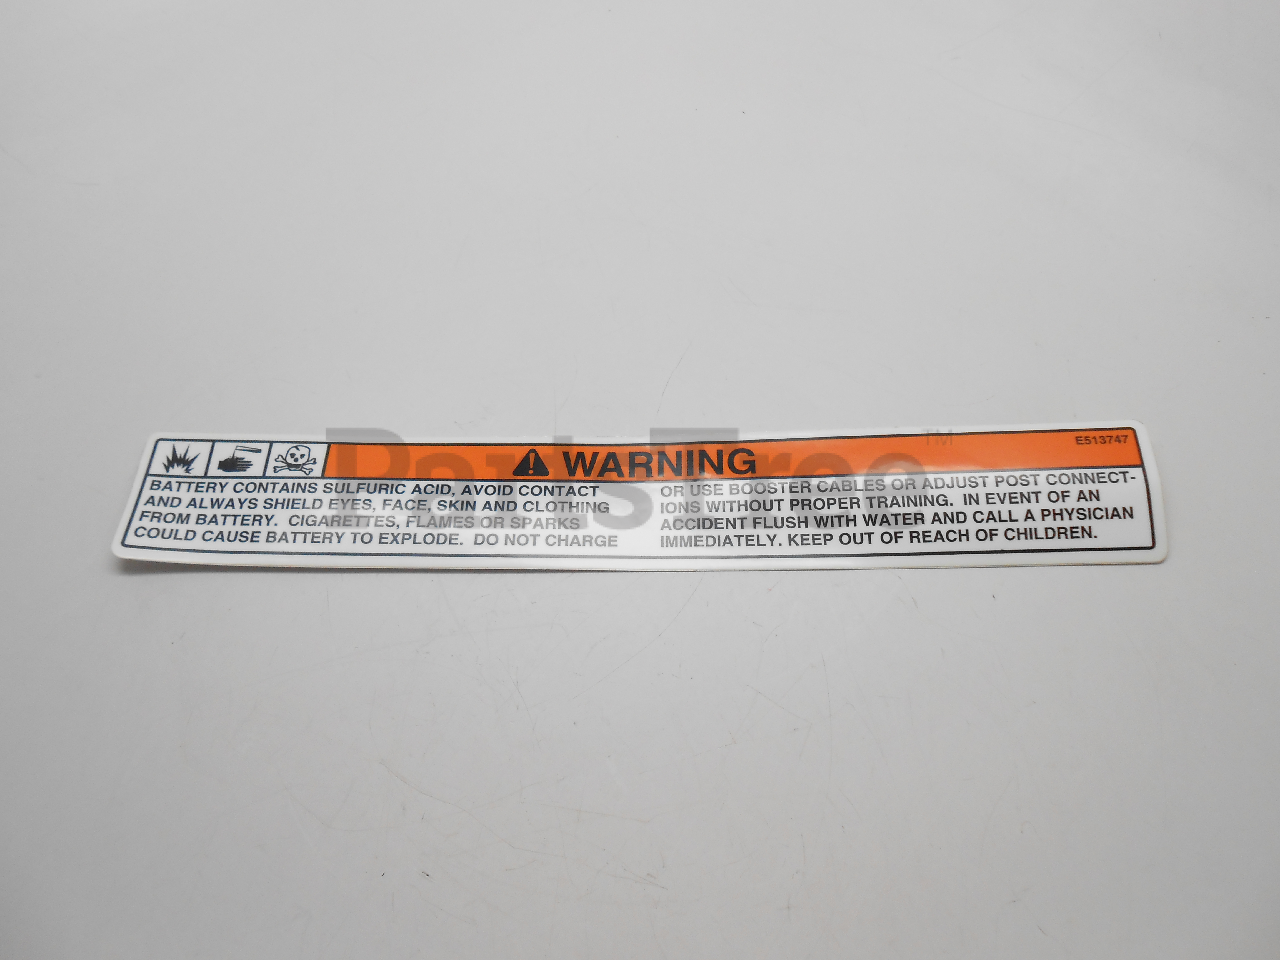 WARNING
E513747
BATTERY CONTAINS SULFURIC ACID, AVOID CONTACT
AND ALWAYS SHIELD EYES, FACE, SKIN AND CLOTHING
FROM BATTERY. CIGARETTES, FLAMES OR SPARKS
COULD CAUSE BATTERY TO EXPLODE. DO NOT CHARGE
OR USE BOOSTER CABLES OR ADJUST POST CONNECT-
IONS WITHOUT PROPER TRAINING. IN EVENT OF AN
ACCIDENT FLUSH WITH WATER AND CALL A PHYSICIAN
IMMEDIATELY. KEEP OUT OF REACH OF CHILDREN.
PartsTree™